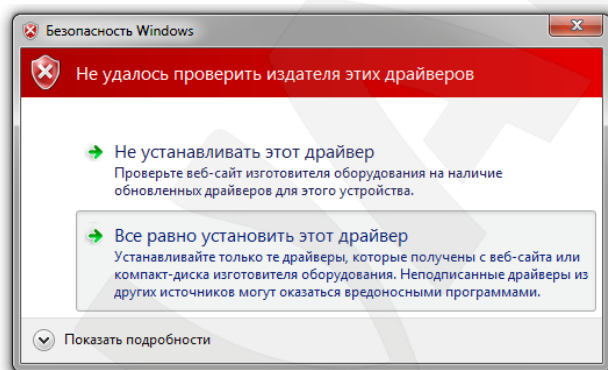 Безопасность Windows
Не удалось проверить издателя этих драйверов
Не устанавливать этот драйвер
Проверьте веб-сайт изготовителя оборудования на наличие
обновленных драйверов для этого устройства.
Все равно установить этот драйвер
Устанавливайте только те драйверы, которые получены с веб-сайта или
компакт-диска изготовителя оборудования. Неподписанные драйверы из
других источников могут оказаться вредоносными программами.
Показать подробности